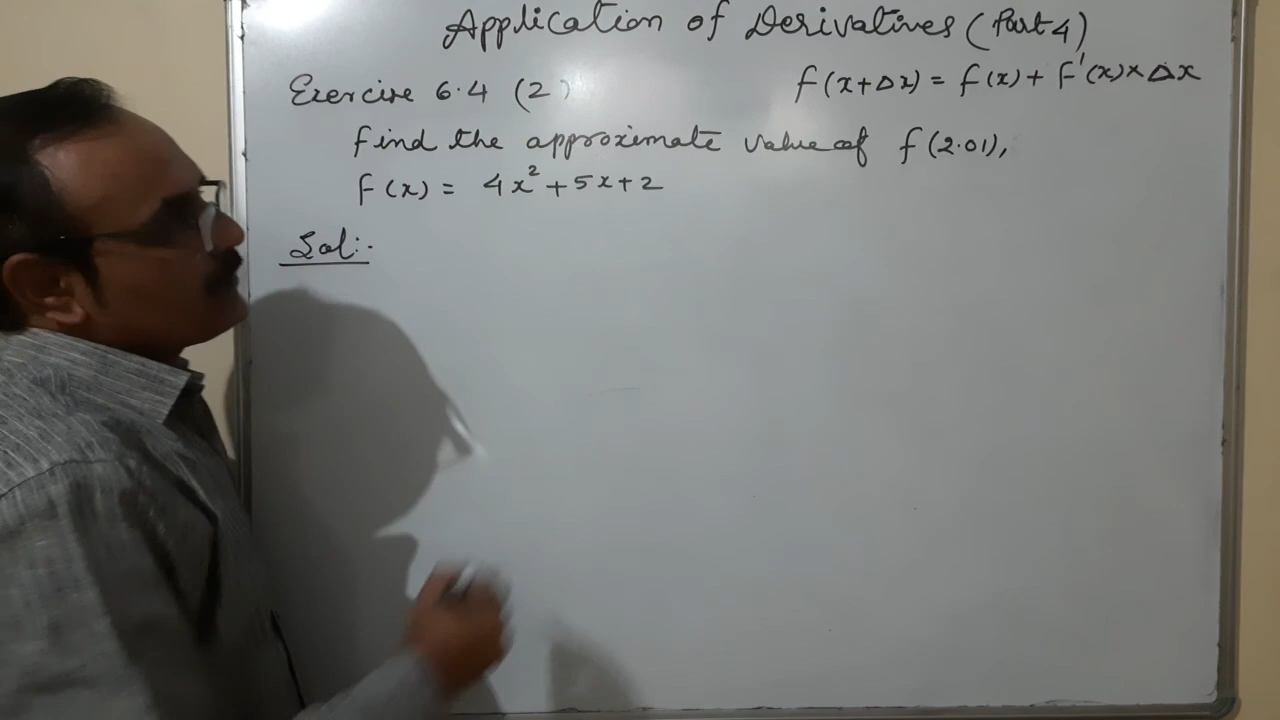 Application of Derivatives (Part 4)
Exercise 6.4 (2)
f(x+Δx) = f(x) + F'(x) × Δx
Find the approximate value of f(2.01),
F(x) = 4x² + 5x + 2
Sol:-